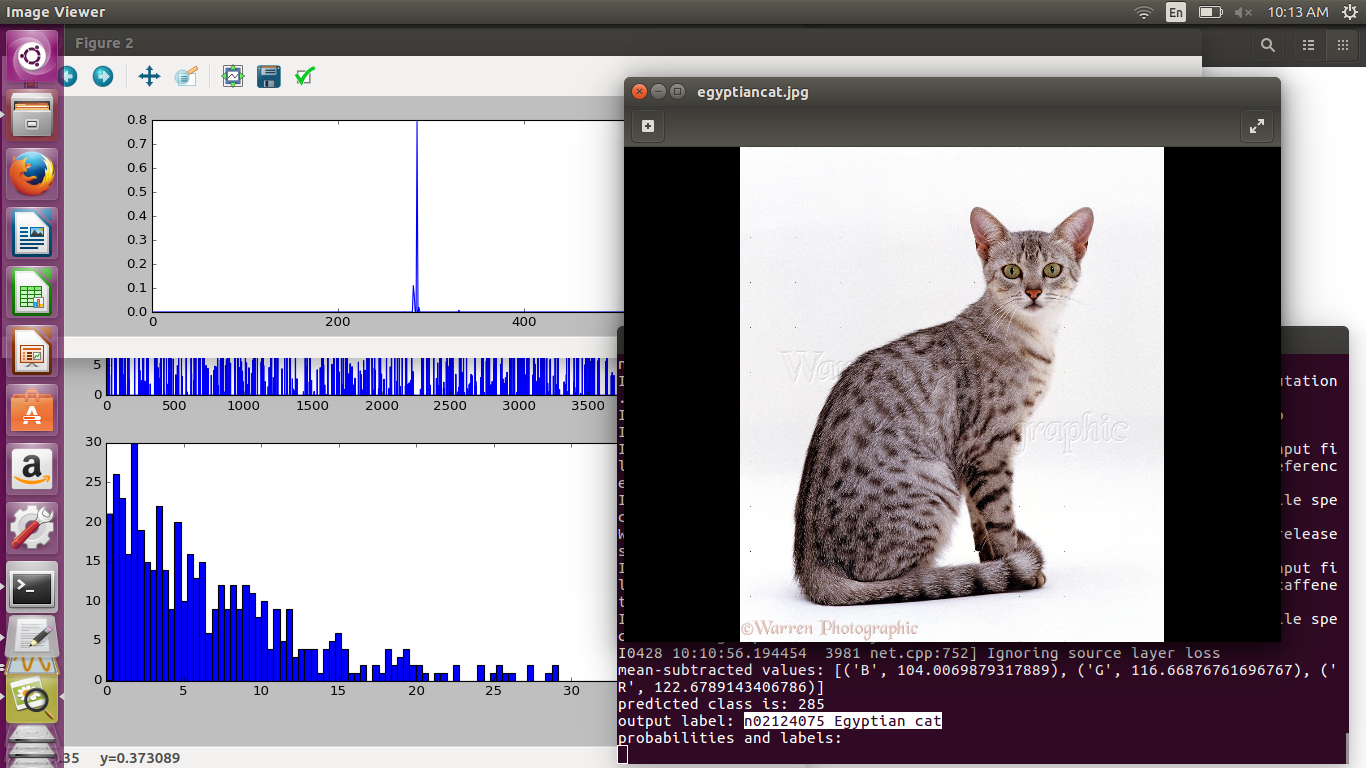 Image Viewer
En
10:13 AM
Figure 2
0.8
0.7
0.6
0.5
0.4
0.3
0.2
0.1
0.0
0 200 400
5
0
0 500 1000 1500 2000 2500 3000 3500
30
25
20
15
10
5
0
0 5 10 15 20 25 30
.35 y=0.373089
egyptiancat.jpg
©Warren Photographic
utation
nput fi
eferenc
ile spe
release
nput fi
caffene
ile spe
I0428 10:10:56.194454 3981 net.cpp:752] Ignoring source layer loss
mean-subtracted values: [('B', 104.0069879317889), ('G', 116.66876761696767), ('
R', 122.6789143406786)]
predicted class is: 285
output label: n02124075 Egyptian cat
probabilities and labels: